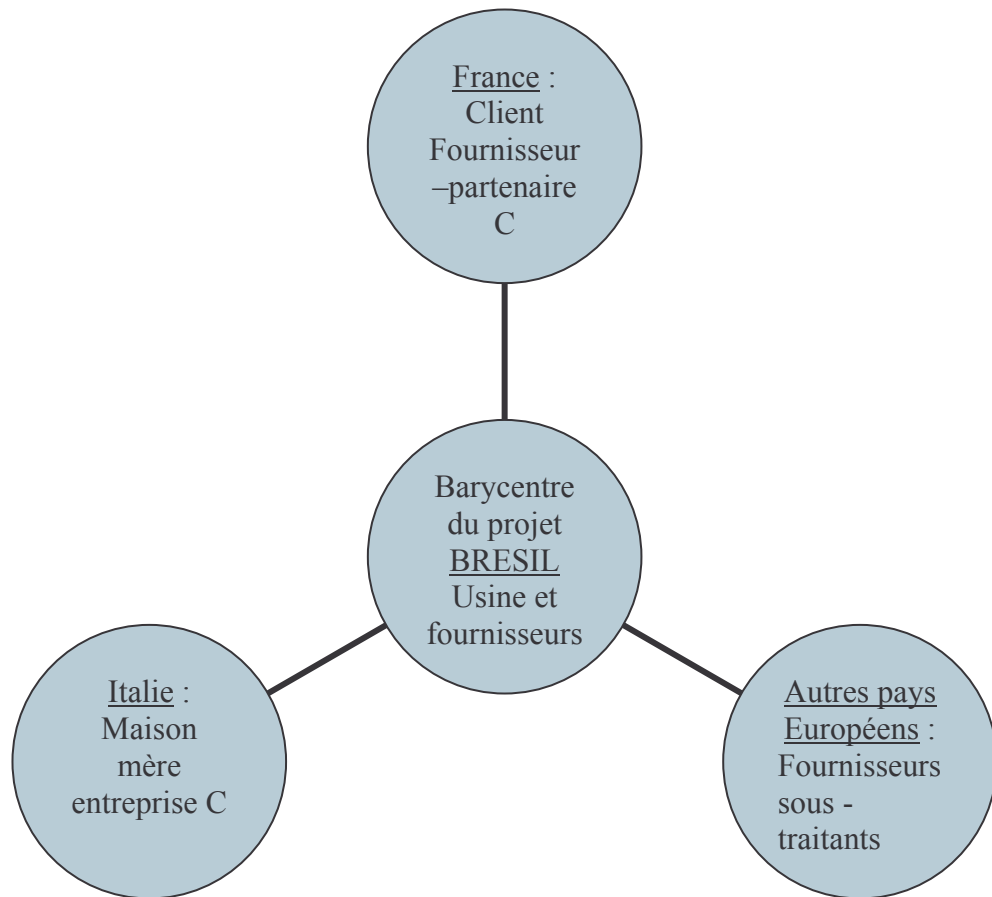 France :
Client
Fournisseur
–partenaire
C
Barycentre
du projet
BRESIL
Usine et
fournisseurs
Italie :
Maison
mère
entreprise C
Autres pays
Européens :
Fournisseurs
sous -
traitants